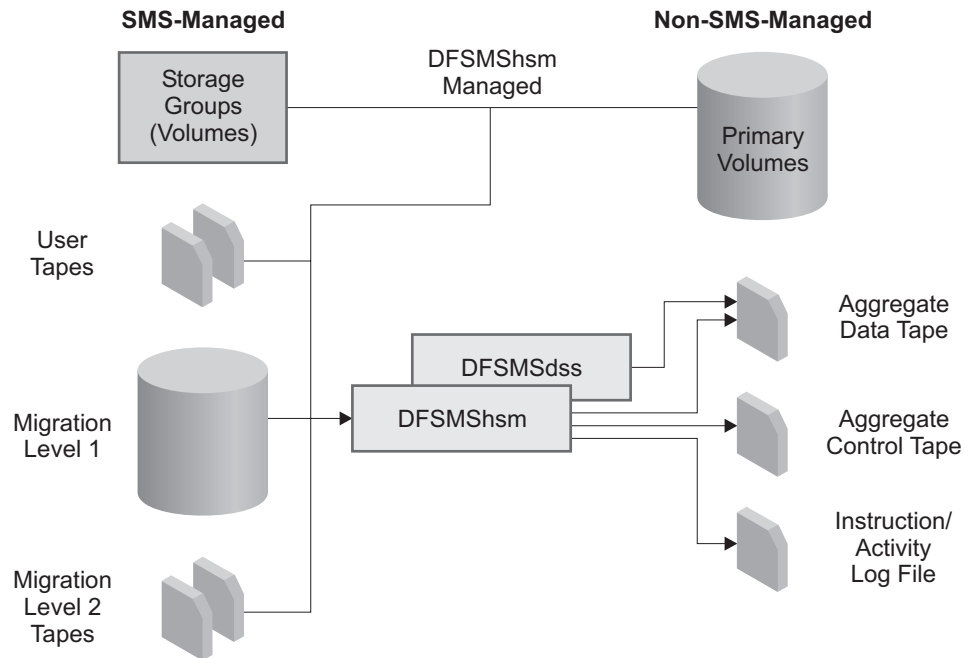 SMS-Managed
Non-SMS-Managed
Storage
Groups
(Volumes)
DFSMShsm
Managed
Primary
Volumes
User
Tapes
Aggregate
Data Tape
DFSMSdss
DFSMShsm
Migration
Level 1
Aggregate
Control Tape
Instruction/
Activity
Log File
Migration
Level 2
Tapes